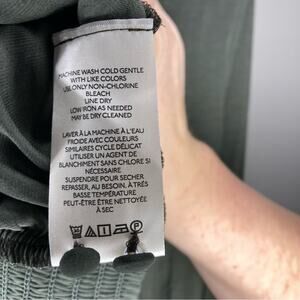 MACHINE WASH COLD GENTLE
WITH LIKE COLORS
USE ONLY NON-CHLORINE
BLEACH
LINE DRY
LOW IRON AS NEEDED
MAY BE DRY CLEANED
LAVER À LA MACHINE À L'EAU
FROIDE AVEC COULEURS
SIMILAIRES CYCLE DÉLICAT
UTILISER UN AGENT DE
BLANCHIMENT SANS CHLORE SI
NÉCESSAIRE
SUSPENDRE POUR SÉCHER
REPASSER, AU BESOIN, À TRÈS
BASSE TEMPÉRATURE
PEUT-ÊTRE ÊTRE NETTOYÉE
À SEC
P